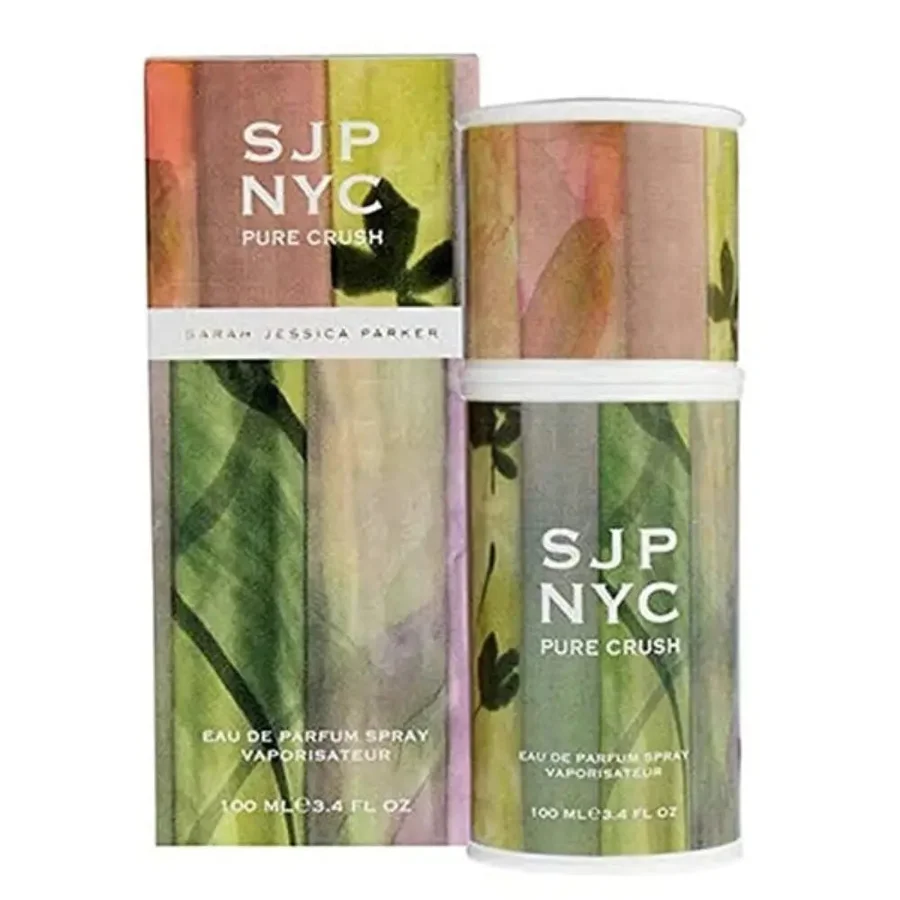 SJP
NYC
PURE CRUSH
SARAH JESSICA PARKER
EAU DE PARFUM SPRAY
VAPORISATEUR
100 ML℮3.4 FL OZ
SJP
NYC
PURE CRUSH
EAU DE PARFUM SPRAY
VAPORISATEUR
100 ML℮3.4 FL OZ